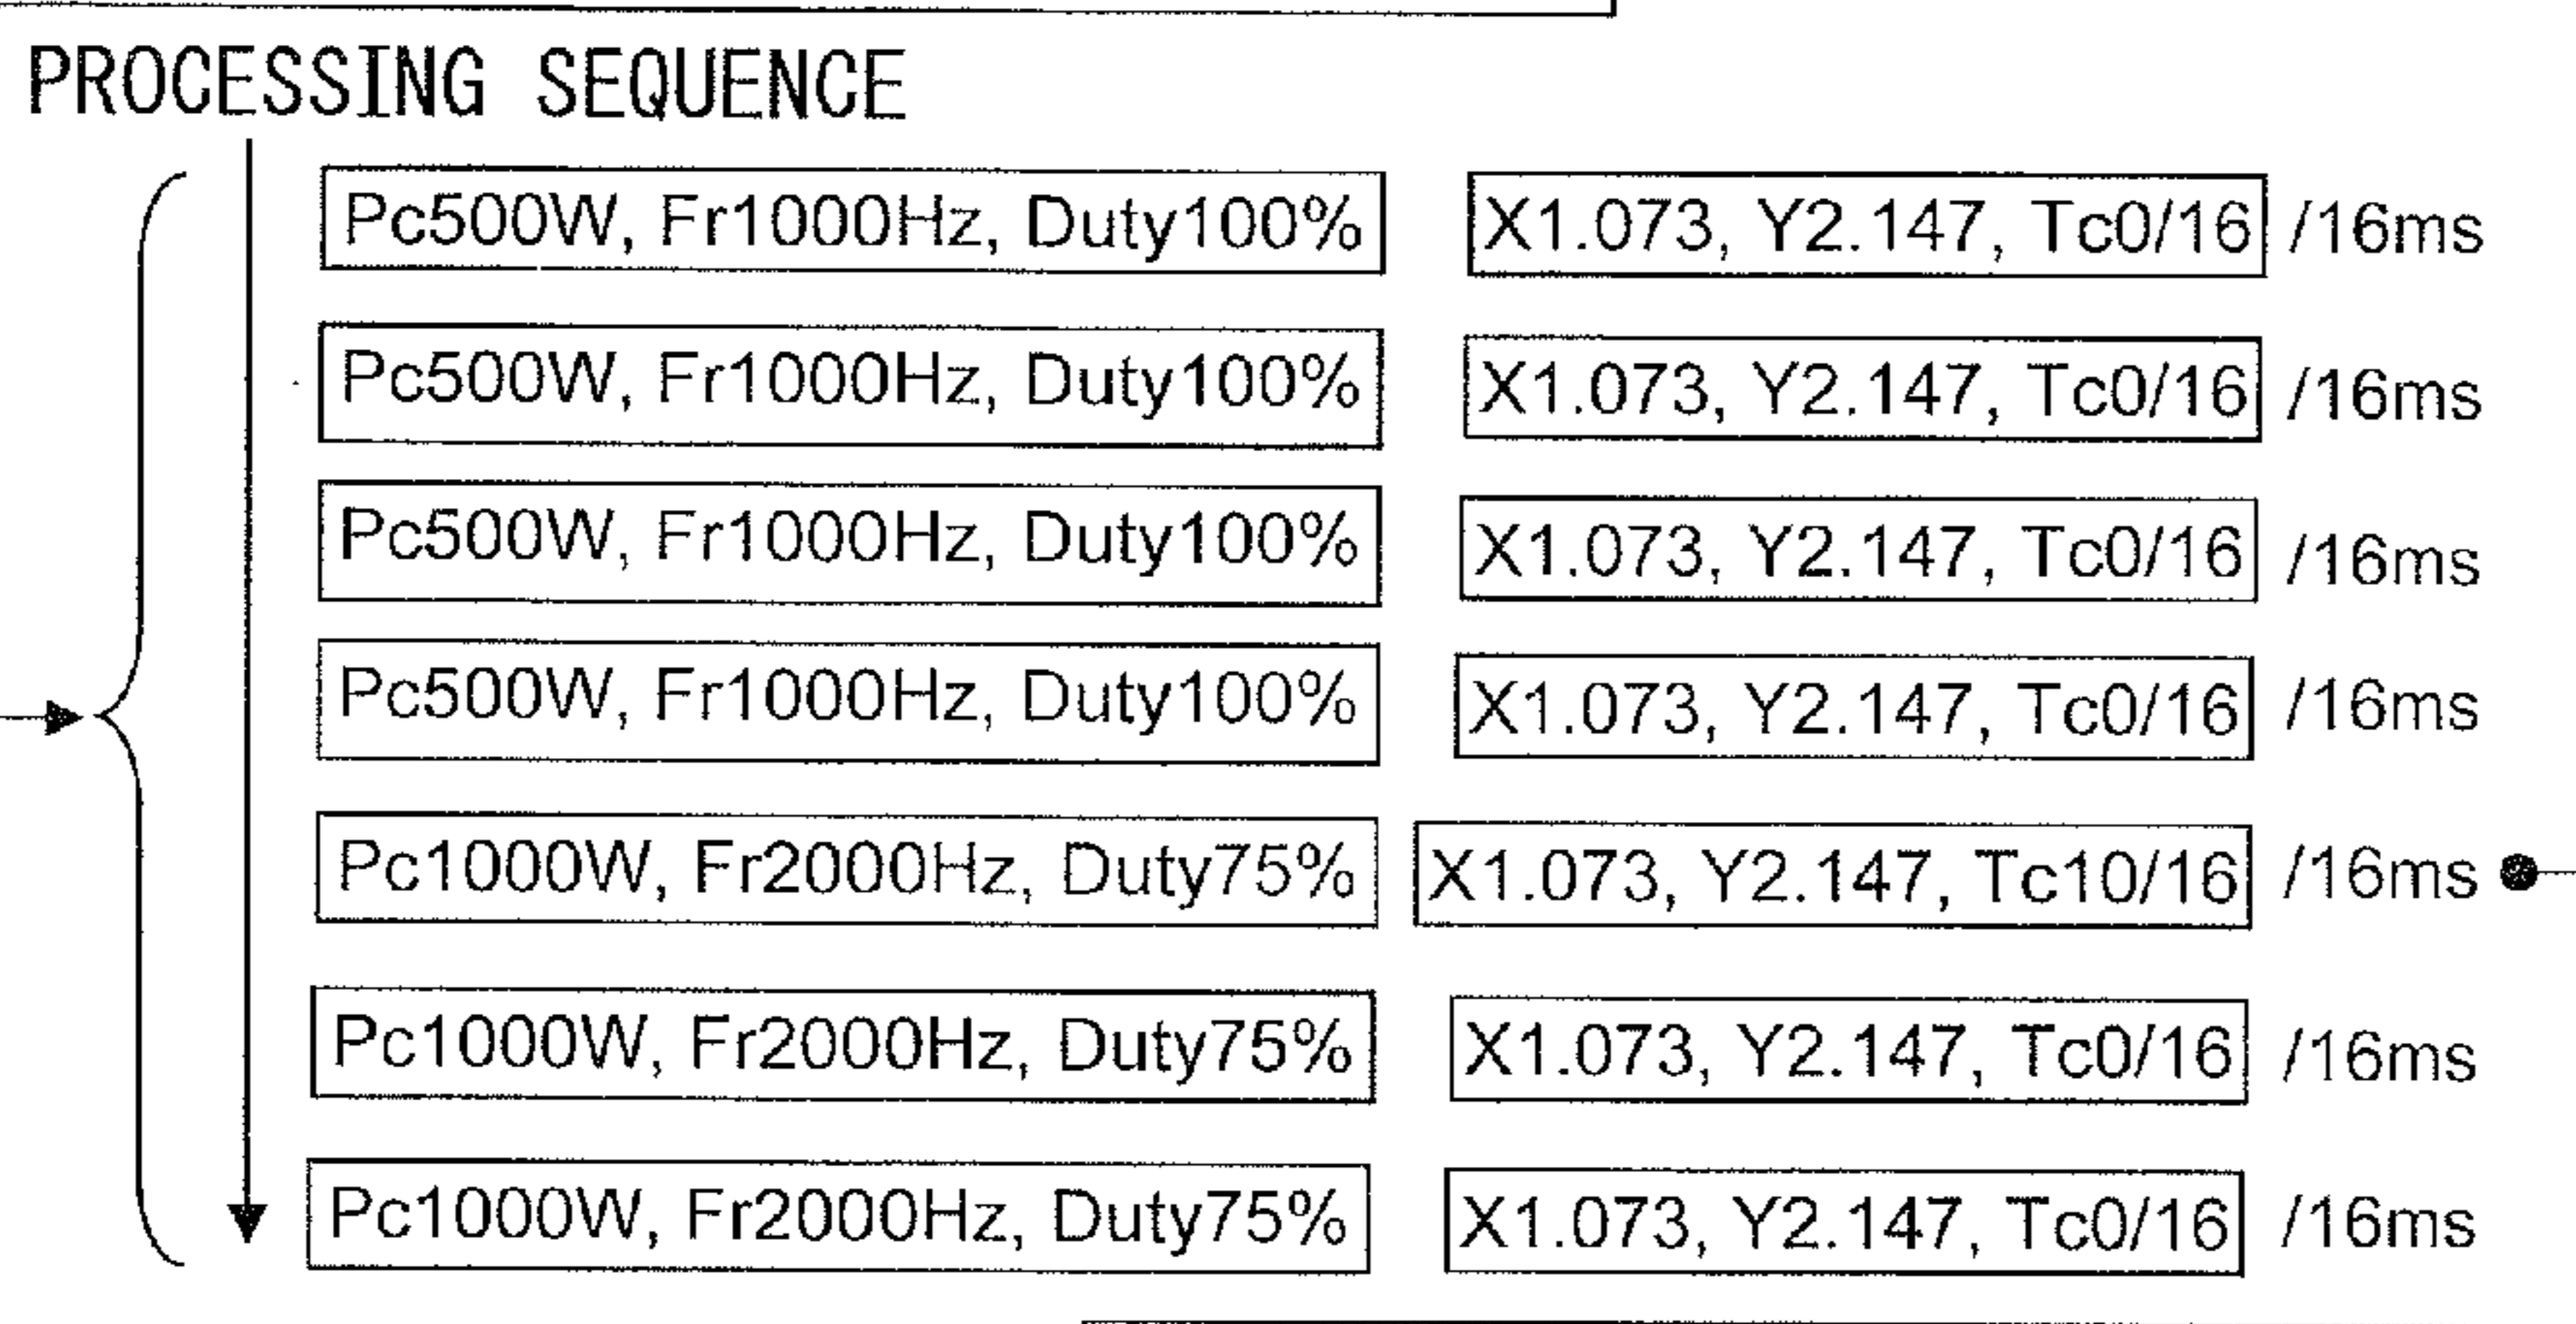 PROCESSING SEQUENCE
Pc500W, Fr1000Hz, Duty100% X1.073, Y2.147, Tc0/16 /16ms
Pc500W, Fr1000Hz, Duty100% X1.073, Y2.147, Tc0/16 /16ms
Pc500W, Fr1000Hz, Duty100% X1.073, Y2.147, Tc0/16 /16ms
Pc500W, Fr1000Hz, Duty100% X1.073, Y2.147, Tc0/16 /16ms
Pc1000W, Fr2000Hz, Duty75% X1.073, Y2.147, Tc10/16 /16ms
Pc1000W, Fr2000Hz, Duty75% X1.073, Y2.147, Tc0/16 /16ms
Pc1000W, Fr2000Hz, Duty75% X1.073, Y2.147, Tc0/16 /16ms